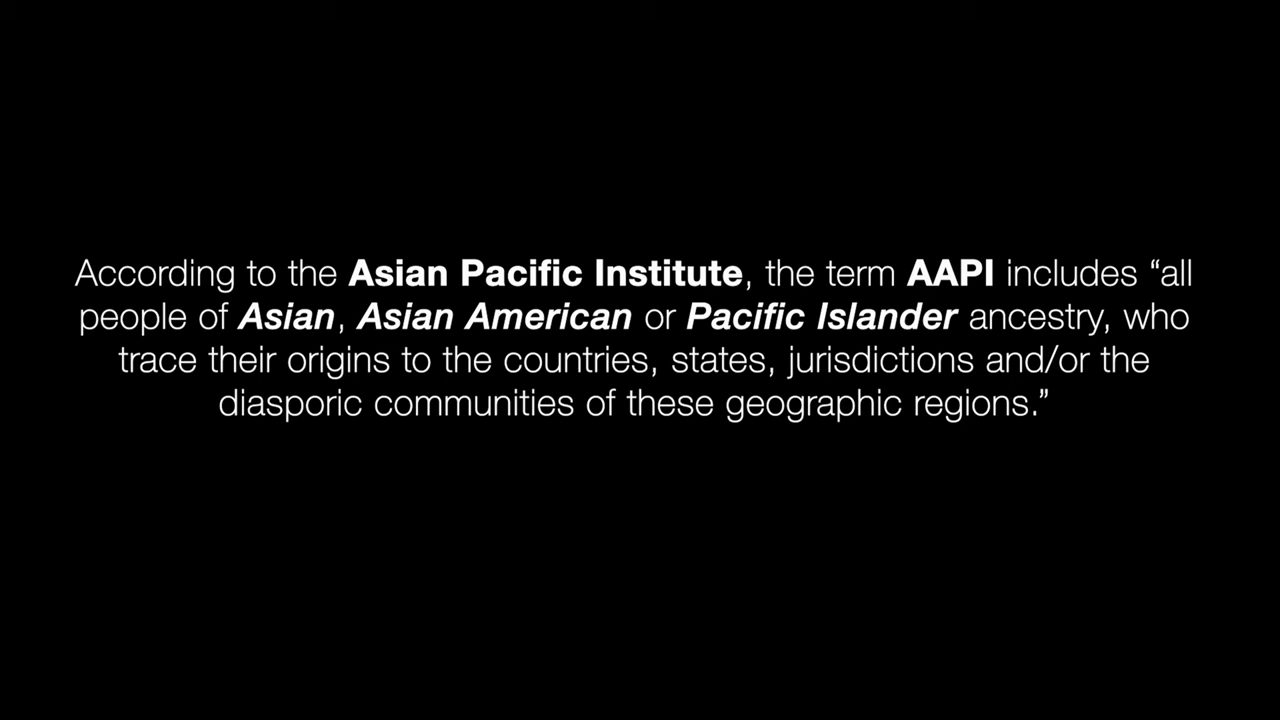 According to the Asian Pacific Institute, the term AAPI includes “all
people of Asian, Asian American or Pacific Islander ancestry, who
trace their origins to the countries, states, jurisdictions and/or the
diasporic communities of these geographic regions.”